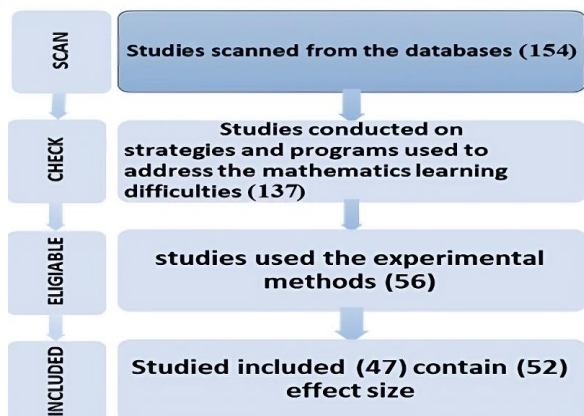 SCAN
Studies scanned from the databases (154)
CHECK
Studies conducted on
strategies and programs used to
address the mathematics learning
difficulties (137)
ELIGIABLE
studies used the experimental
methods (56)
INCLUDED
Studied included (47) contain (52)
effect size